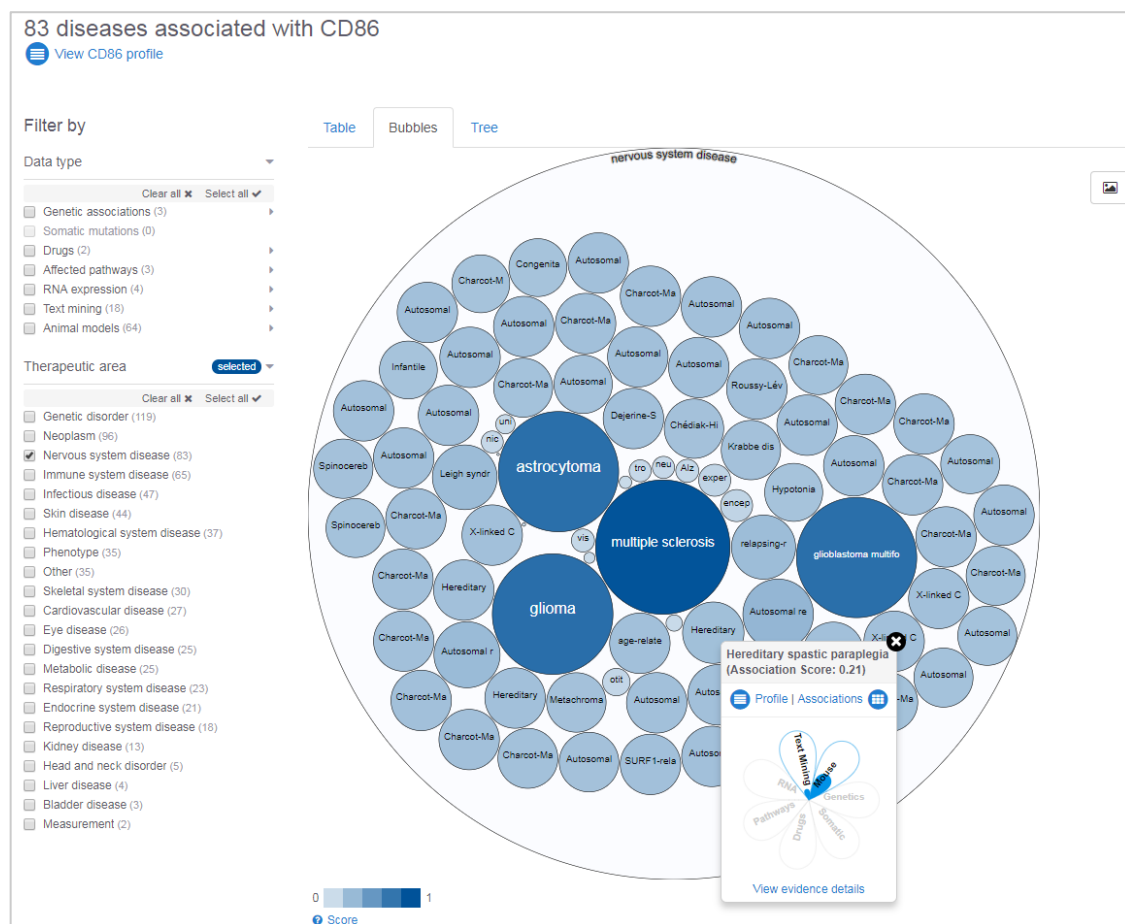 83 diseases associated with CD86
View CD86 profile
Filter by
Data type
Clear all ✖ Select all ✔
Genetic associations (3)
Somatic mutations (0)
Drugs (2)
Affected pathways (3)
RNA expression (4)
Text mining (18)
Animal models (64)
Therapeutic area selected
Clear all ✖ Select all ✔
Genetic disorder (119)
Neoplasm (96)
Nervous system disease (83)
Immune system disease (65)
Infectious disease (47)
Skin disease (44)
Hematological system disease (37)
Phenotype (35)
Other (35)
Skeletal system disease (30)
Cardiovascular disease (27)
Eye disease (26)
Digestive system disease (25)
Metabolic disease (25)
Respiratory system disease (23)
Endocrine system disease (21)
Reproductive system disease (18)
Kidney disease (13)
Head and neck disorder (5)
Liver disease (4)
Bladder disease (3)
Measurement (2)
Table Bubbles Tree
nervous system disease
Congenita
Autosomal
Charcot-M
Charcot-Ma
Autosomal
Autosomal
Autosomal
Charcot-Ma
Autosomal
Autosomal
Autosomal
Charcot-Ma
Infantile
Autosomal
Roussy-Lév
Charcot-Ma
Autosomal
Charcot-Ma
Charcot-Ma
Autosomal
Autosomal
Dejerine-S
Chédiak-Hi
Autosomal
Charcot-Ma
uni
nic
Krabbe dis
Autosomal
Spinocereb
Autosomal
Leigh syndr
astrocytoma
tro
neu
Alz
exper
Autosomal
Autosomal
Hypotonia
Charcot-Ma
encep
Spinocereb
Charcot-Ma
X-linked C
vis
multiple sclerosis
relapsing-r
glioblastoma multifo
Charcot-Ma
Autosomal
Charcot-Ma
Hereditary
glioma
Autosomal re
X-linked C
Charcot-Ma
Charcot-Ma
Autosomal r
age-relate
Hereditary
X-linked C
Autosomal
otit
Autosomal
Charcot-Ma
Hereditary
Metachroma
Autosomal
Charcot-Ma
Charcot-Ma
Autosomal
SURF1-rela
Hereditary spastic paraplegia
(Association Score: 0.21)
Profile | Associations
Text Mining
Mouse
RNA
Genetics
Pathways
Somatic
Drugs
View evidence details
0 1
Score